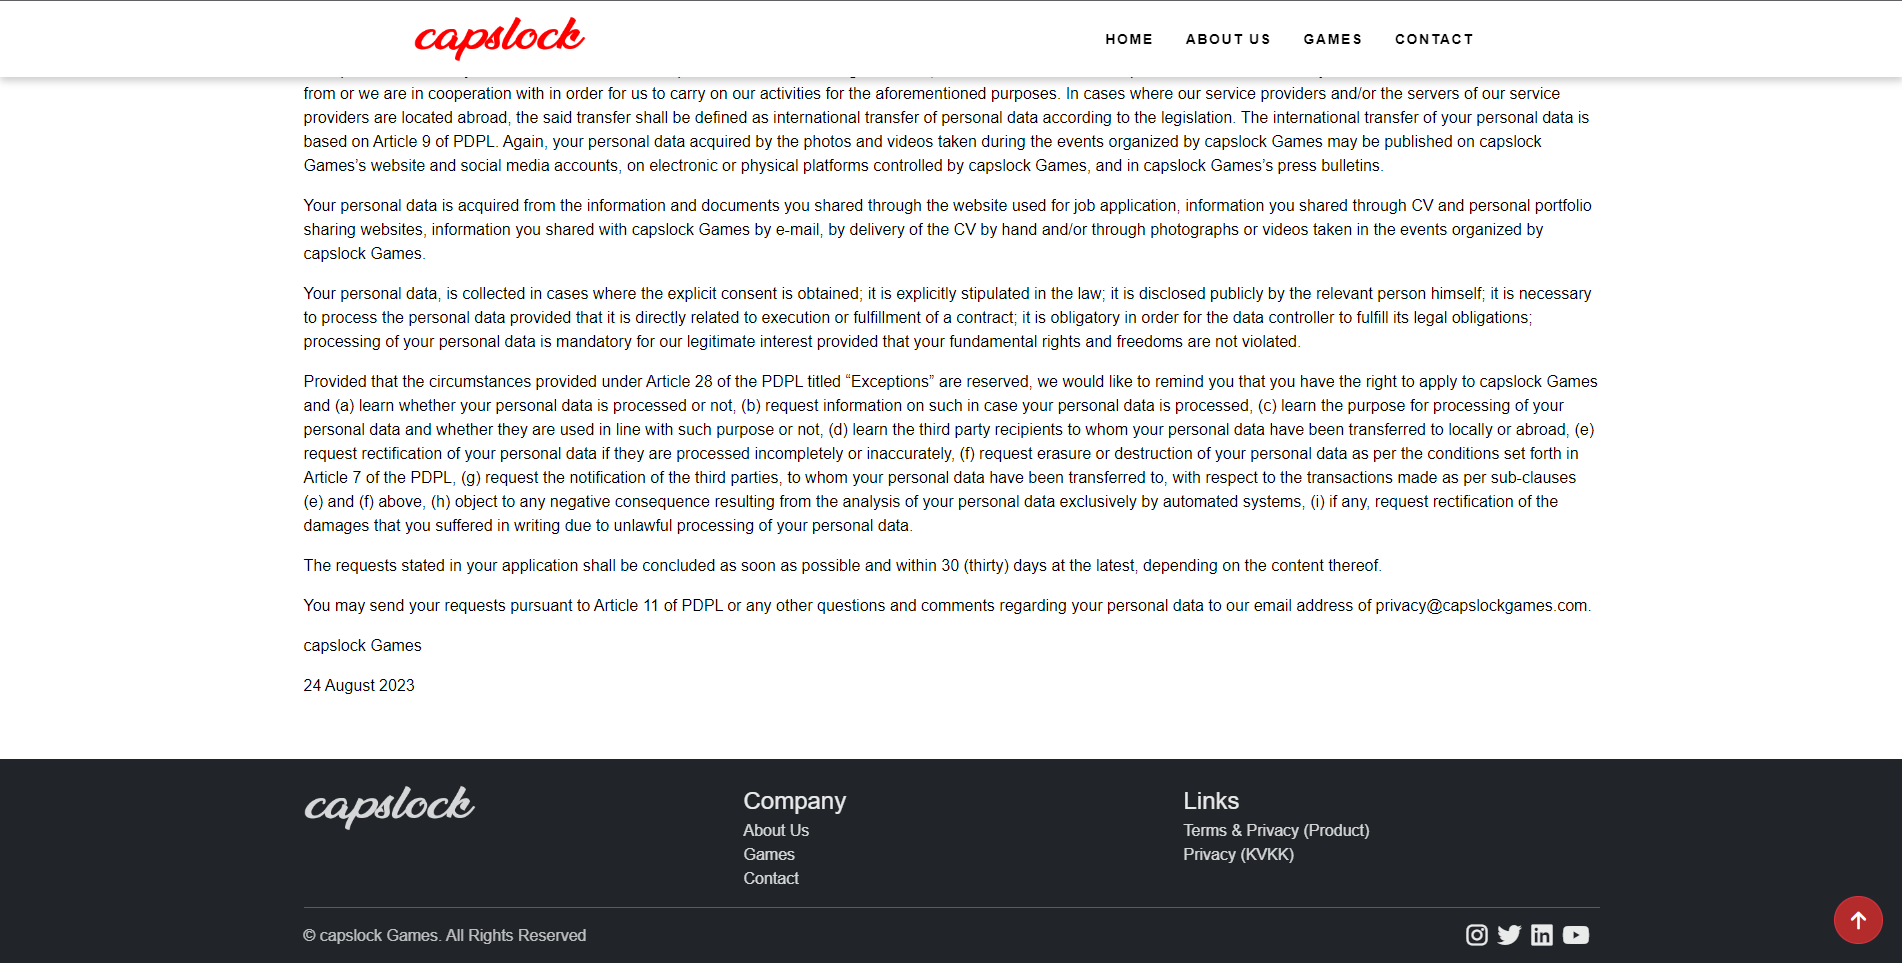 capslock
HOME ABOUT US GAMES CONTACT
from or we are in cooperation with in order for us to carry on our activities for the aforementioned purposes. In cases where our service providers and/or the servers of our service
providers are located abroad, the said transfer shall be defined as international transfer of personal data according to the legislation. The international transfer of your personal data is
based on Article 9 of PDPL. Again, your personal data acquired by the photos and videos taken during the events organized by capslock Games may be published on capslock
Games’s website and social media accounts, on electronic or physical platforms controlled by capslock Games, and in capslock Games’s press bulletins.
Your personal data is acquired from the information and documents you shared through the website used for job application, information you shared through CV and personal portfolio
sharing websites, information you shared with capslock Games by e-mail, by delivery of the CV by hand and/or through photographs or videos taken in the events organized by
capslock Games.
Your personal data, is collected in cases where the explicit consent is obtained; it is explicitly stipulated in the law; it is disclosed publicly by the relevant person himself; it is necessary
to process the personal data provided that it is directly related to execution or fulfillment of a contract; it is obligatory in order for the data controller to fulfill its legal obligations;
processing of your personal data is mandatory for our legitimate interest provided that your fundamental rights and freedoms are not violated.
Provided that the circumstances provided under Article 28 of the PDPL titled “Exceptions” are reserved, we would like to remind you that you have the right to apply to capslock Games
and (a) learn whether your personal data is processed or not, (b) request information on such in case your personal data is processed, (c) learn the purpose for processing of your
personal data and whether they are used in line with such purpose or not, (d) learn the third party recipients to whom your personal data have been transferred to locally or abroad, (e)
request rectification of your personal data if they are processed incompletely or inaccurately, (f) request erasure or destruction of your personal data as per the conditions set forth in
Article 7 of the PDPL, (g) request the notification of the third parties, to whom your personal data have been transferred to, with respect to the transactions made as per sub-clauses
(e) and (f) above, (h) object to any negative consequence resulting from the analysis of your personal data exclusively by automated systems, (i) if any, request rectification of the
damages that you suffered in writing due to unlawful processing of your personal data.
The requests stated in your application shall be concluded as soon as possible and within 30 (thirty) days at the latest, depending on the content thereof.
You may send your requests pursuant to Article 11 of PDPL or any other questions and comments regarding your personal data to our email address of privacy@capslockgames.com.
capslock Games
24 August 2023
capslock
Company
About Us
Games
Contact
Links
Terms & Privacy (Product)
Privacy (KVKK)
© capslock Games. All Rights Reserved